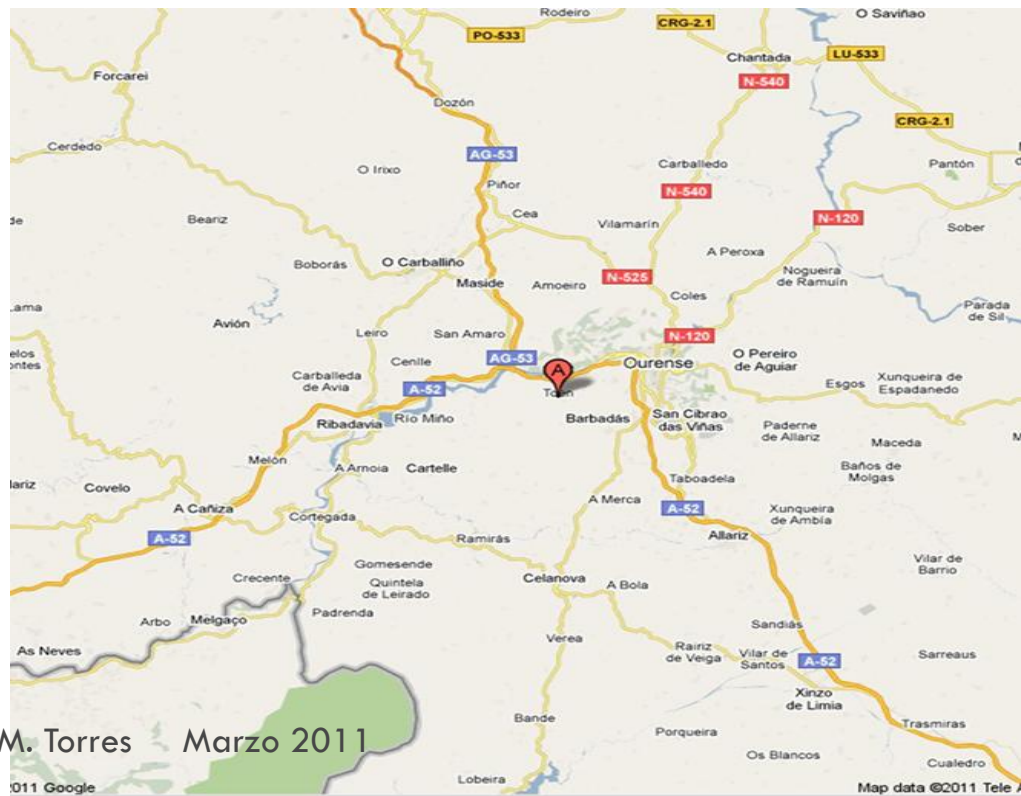 Rodeiro
CRG-2.1
O Saviñao
PO-533
Chantada
LU-533
Forcarei
N-540
Dozón
CRG-2.1
Cerdedo
AG-53
O Irixo
Carballedo
Pantón
Piñor
N-540
Beariz
Cea
Vilamarín
N-120
Sober
A Peroxa
Boborás
O Carballiño
N-525
Nogueira
de Ramuín
Maside
Amoeiro
Coles
Parada
de Sil
Avión
Leiro
San Amaro
N-120
Cenlle
AG-53
A
Ourense
O Pereiro
de Aguiar
Carballeda
de Avia
A-52
Toén
Esgos
Xunqueira de
Espadanedo
Ribadavia
Río Miño
Barbadás
San Cibrao
das Viñas
Paderne
de Allariz
Maceda
Melón
A Arnoia
Cartelle
Taboadela
Baños de
Molgas
Covelo
A Cañiza
Cortegada
A Merca
A-52
Xunqueira
de Ambía
A-52
Ramirás
Allariz
Crecente
Gomesende
Quintela
de Leirado
Celanova
A Bola
Vilar de
Barrio
Arbo
Melgaço
Padrenda
Sandiás
As Neves
Verea
Rairiz
de Veiga
Vilar de
Santos
A-52
Sarreaus
Xinzo
de Limia
Bande
Porqueira
Trasmiras
M. Torres Marzo 2011
Os Blancos
Cualedro
Lobeira
2011 Google
Map data ©2011 Tele A